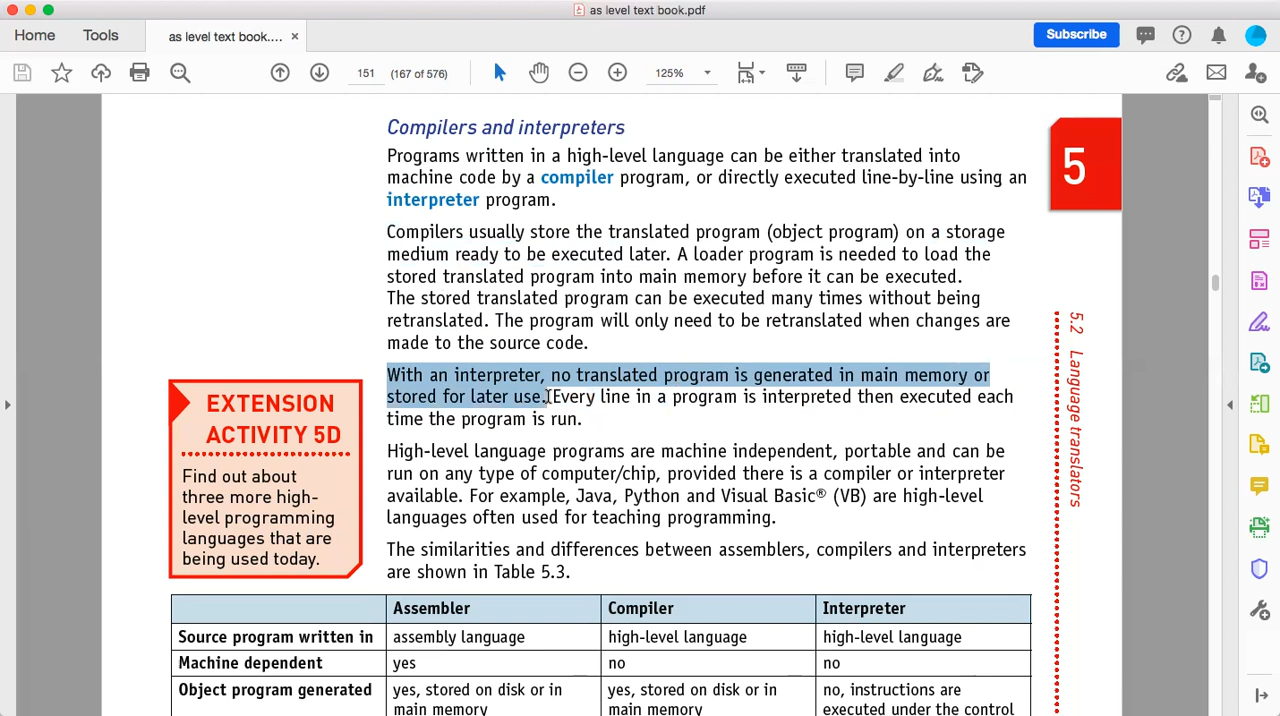 as level text book.pdf
Home
Tools
as level text book....
Subscribe
151
(167 of 576)
125%
Compilers and interpreters
Programs written in a high-level language can be either translated into
machine code by a compiler program, or directly executed line-by-line using an
interpreter program.
Compilers usually store the translated program (object program) on a storage
medium ready to be executed later. A loader program is needed to load the
stored translated program into main memory before it can be executed.
The stored translated program can be executed many times without being
retranslated. The program will only need to be retranslated when changes are
made to the source code.
With an interpreter, no translated program is generated in main memory or
stored for later use. Every line in a program is interpreted then executed each
time the program is run.
High-level language programs are machine independent, portable and can be
run on any type of computer/chip, provided there is a compiler or interpreter
available. For example, Java, Python and Visual Basic® (VB) are high-level
languages often used for teaching programming.
The similarities and differences between assemblers, compilers and interpreters
are shown in Table 5.3.
EXTENSION
ACTIVITY 5D
Find out about
three more high-
level programming
languages that are
being used today.
5
5.2 Language translators
Assembler Compiler Interpreter
Source program written in assembly language high-level language high-level language
Machine dependent yes no no
Object program generated yes, stored on disk or in yes, stored on disk or in no, instructions are
main memory main memory executed under the control